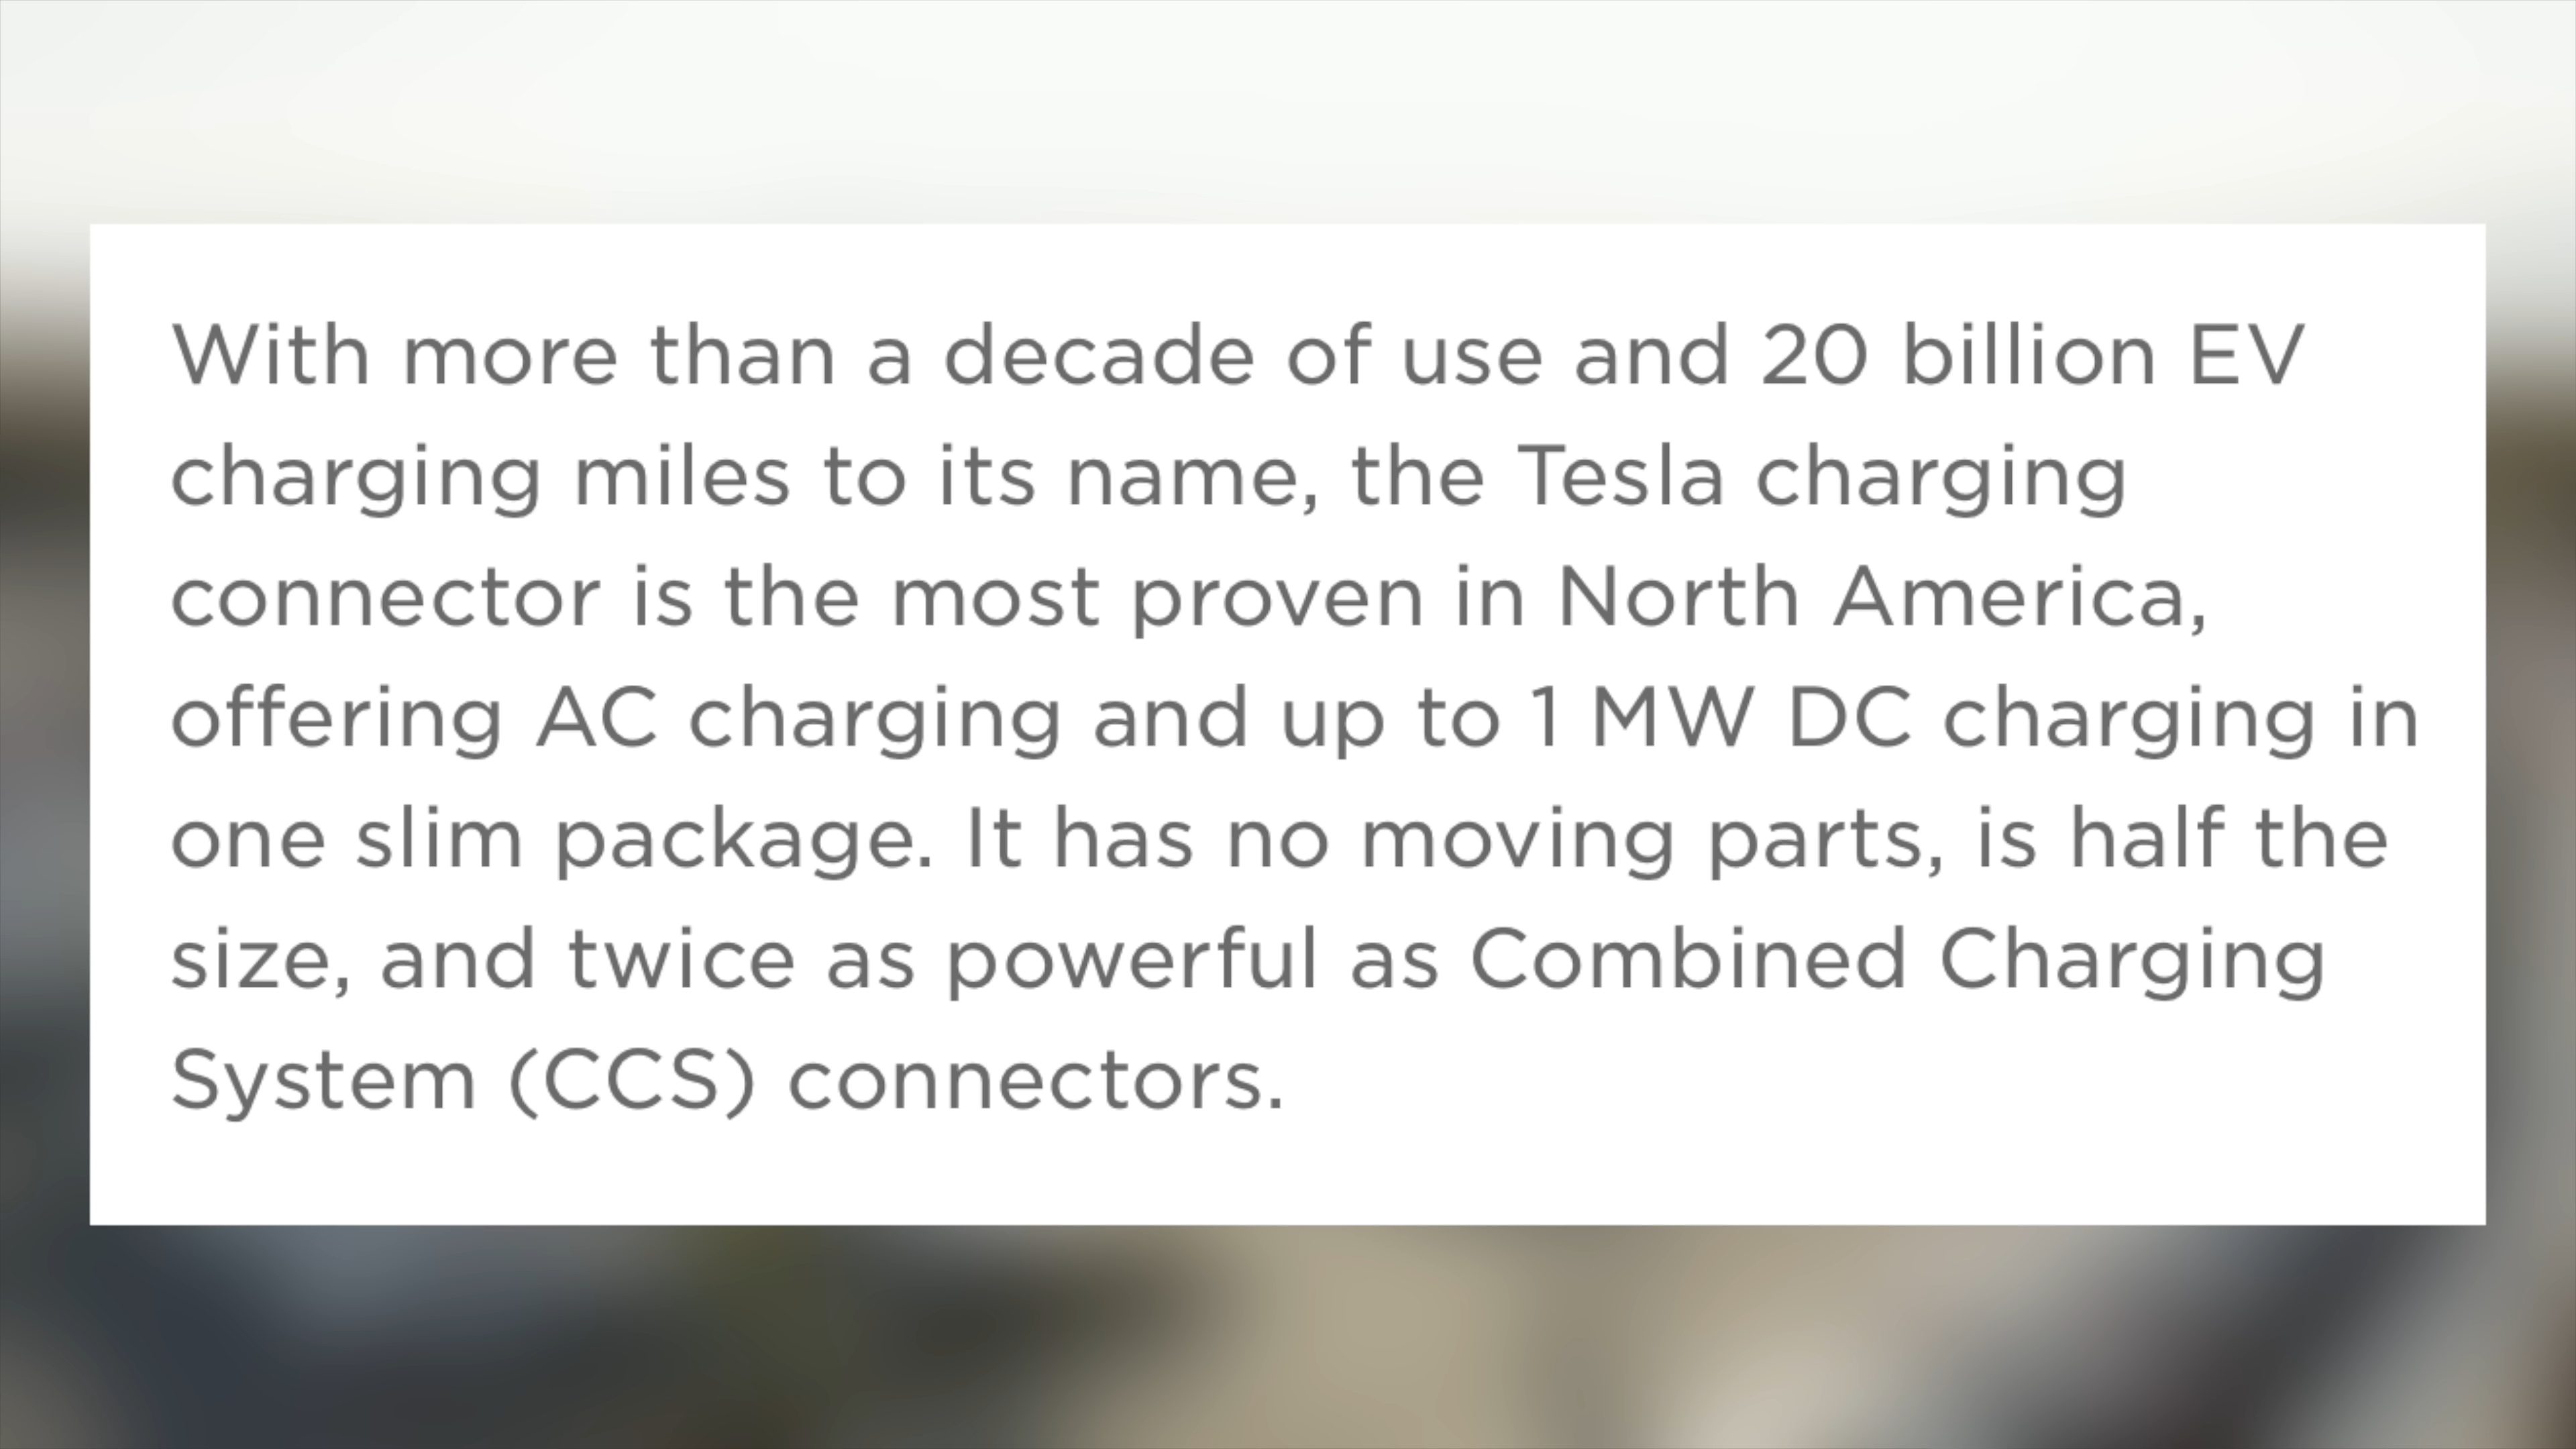 With more than a decade of use and 20 billion EV
charging miles to its name, the Tesla charging
connector is the most proven in North America,
offering AC charging and up to 1 MW DC charging in
one slim package. It has no moving parts, is half the
size, and twice as powerful as Combined Charging
System (CCS) connectors.